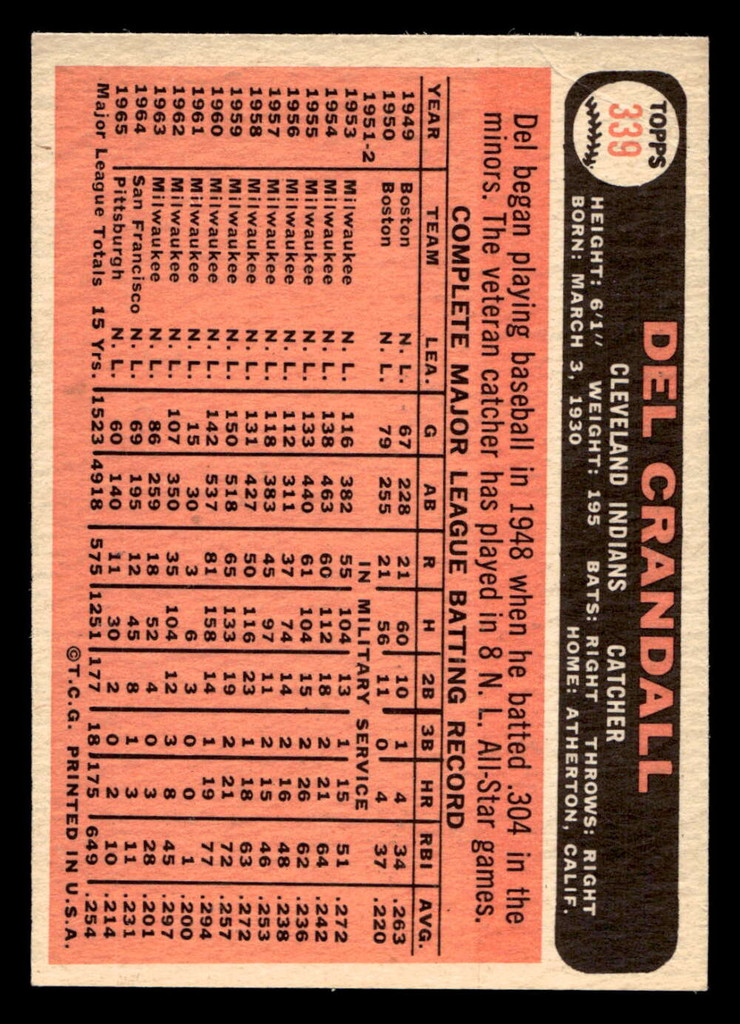 TOPPS
339
DEL CRANDALL
CLEVELAND INDIANS CATCHER
HEIGHT: 6'1" WEIGHT: 195 BATS: RIGHT THROWS: RIGHT
BORN: MARCH 3, 1930 HOME: ATHERTON, CALIF.
Del began playing baseball in 1948 when he batted .304 in the
minors. The veteran catcher has played in 8 N. L. All-Star games.
COMPLETE MAJOR LEAGUE BATTING RECORD
YEAR TEAM LEA. G AB R H 2B 3B HR RBI AVG.
1949 Boston N. L. 67 228 21 60 10 1 4 34 .263
1950 Boston N. L. 79 255 21 56 11 0 4 37 .220
1951-2 IN MILITARY SERVICE
1953 Milwaukee N. L. 116 382 55 104 13 1 15 51 .272
1954 Milwaukee N. L. 138 463 60 112 18 2 21 64 .242
1955 Milwaukee N. L. 133 440 61 104 15 2 26 62 .236
1956 Milwaukee N. L. 112 311 37 74 14 2 16 48 .238
1957 Milwaukee N. L. 118 383 45 97 11 2 15 46 .253
1958 Milwaukee N. L. 131 427 50 116 23 1 18 63 .272
1959 Milwaukee N. L. 150 518 65 133 19 2 21 72 .257
1960 Milwaukee N. L. 142 537 81 158 14 1 19 77 .294
1961 Milwaukee N. L. 15 30 3 6 3 0 0 1 .200
1962 Milwaukee N. L. 107 350 35 104 12 3 8 45 .297
1963 Milwaukee N. L. 86 259 18 52 4 0 3 28 .201
1964 San Francisco N. L. 69 195 12 45 8 1 3 11 .231
1965 Pittsburgh N. L. 60 140 11 30 2 0 2 10 .214
Major League Totals 15 Yrs. 1523 4918 575 1251 177 18 175 649 .254
©T.C.G. PRINTED IN U.S.A.